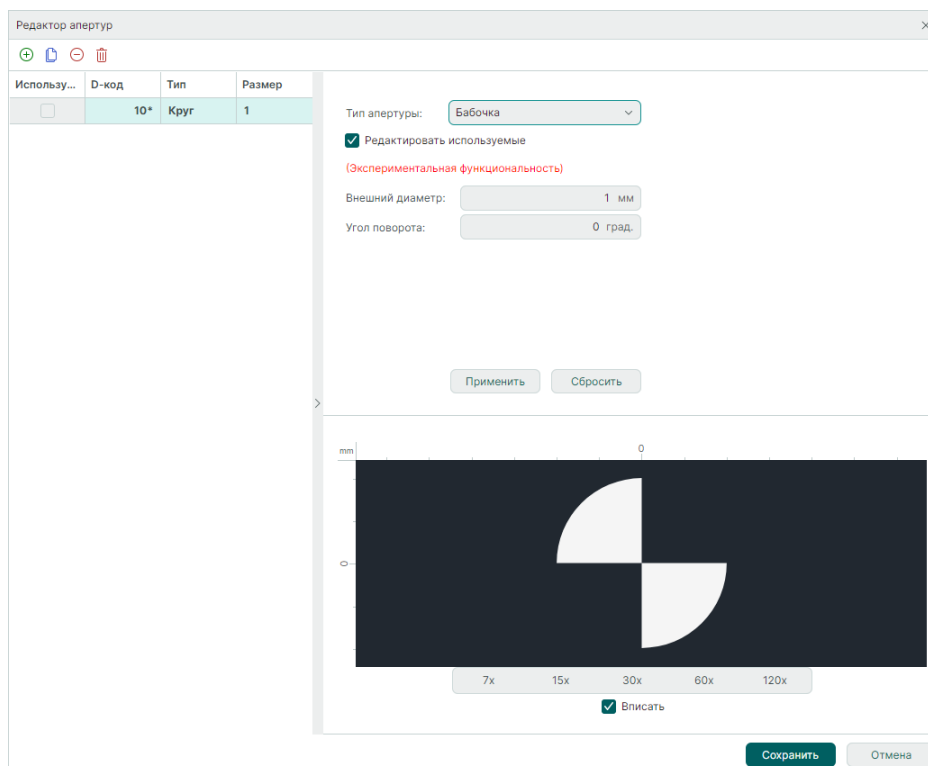 Редактор апертур
Использу... D-код Тип Размер
10* Круг 1
Тип апертуры: Бабочка
Редактировать используемые
(Экспериментальная функциональность)
Внешний диаметр: 1 мм
Угол поворота: 0 град.
Применить Сбросить
mm 0
0
7x 15x 30x 60x 120x
Вписать
Сохранить Отмена